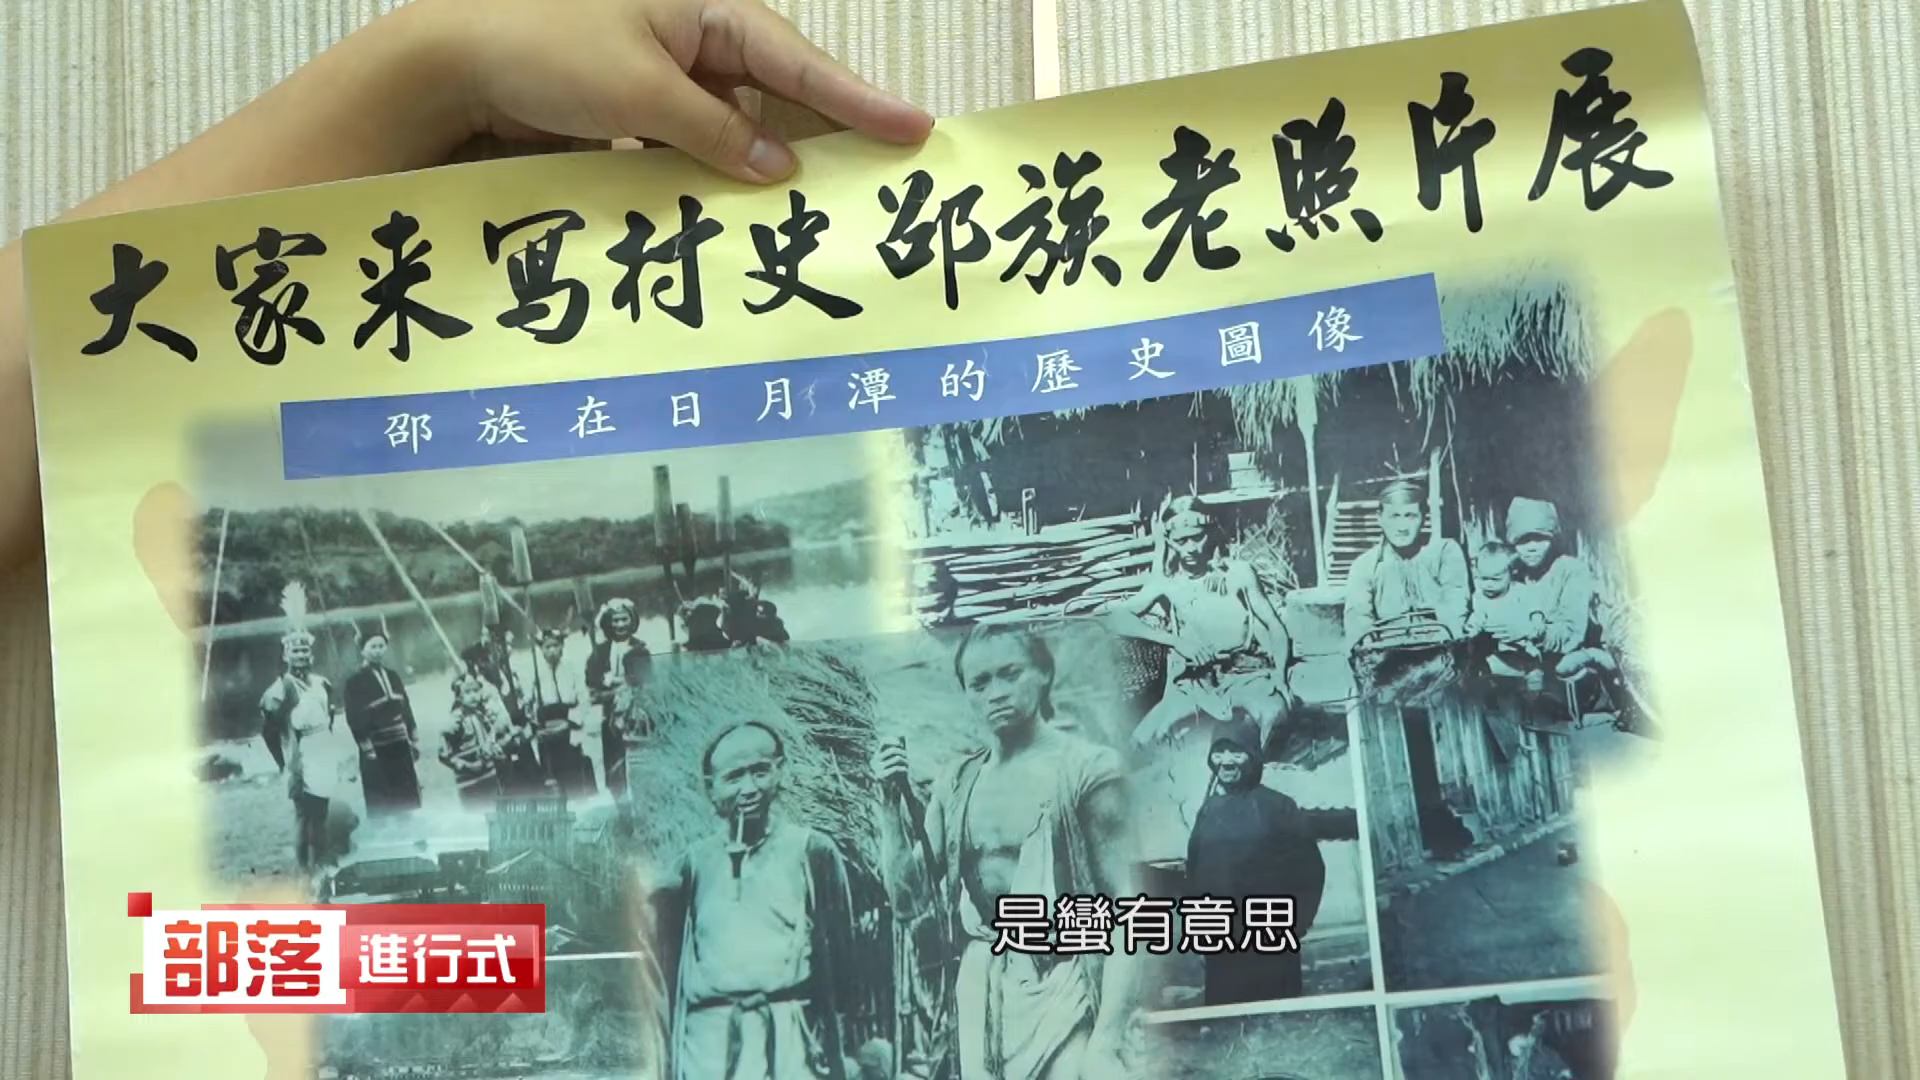 大家来寫村史邵族老照片展
邵族在日月潭的歷史圖像
是蠻有意思
部落進行式